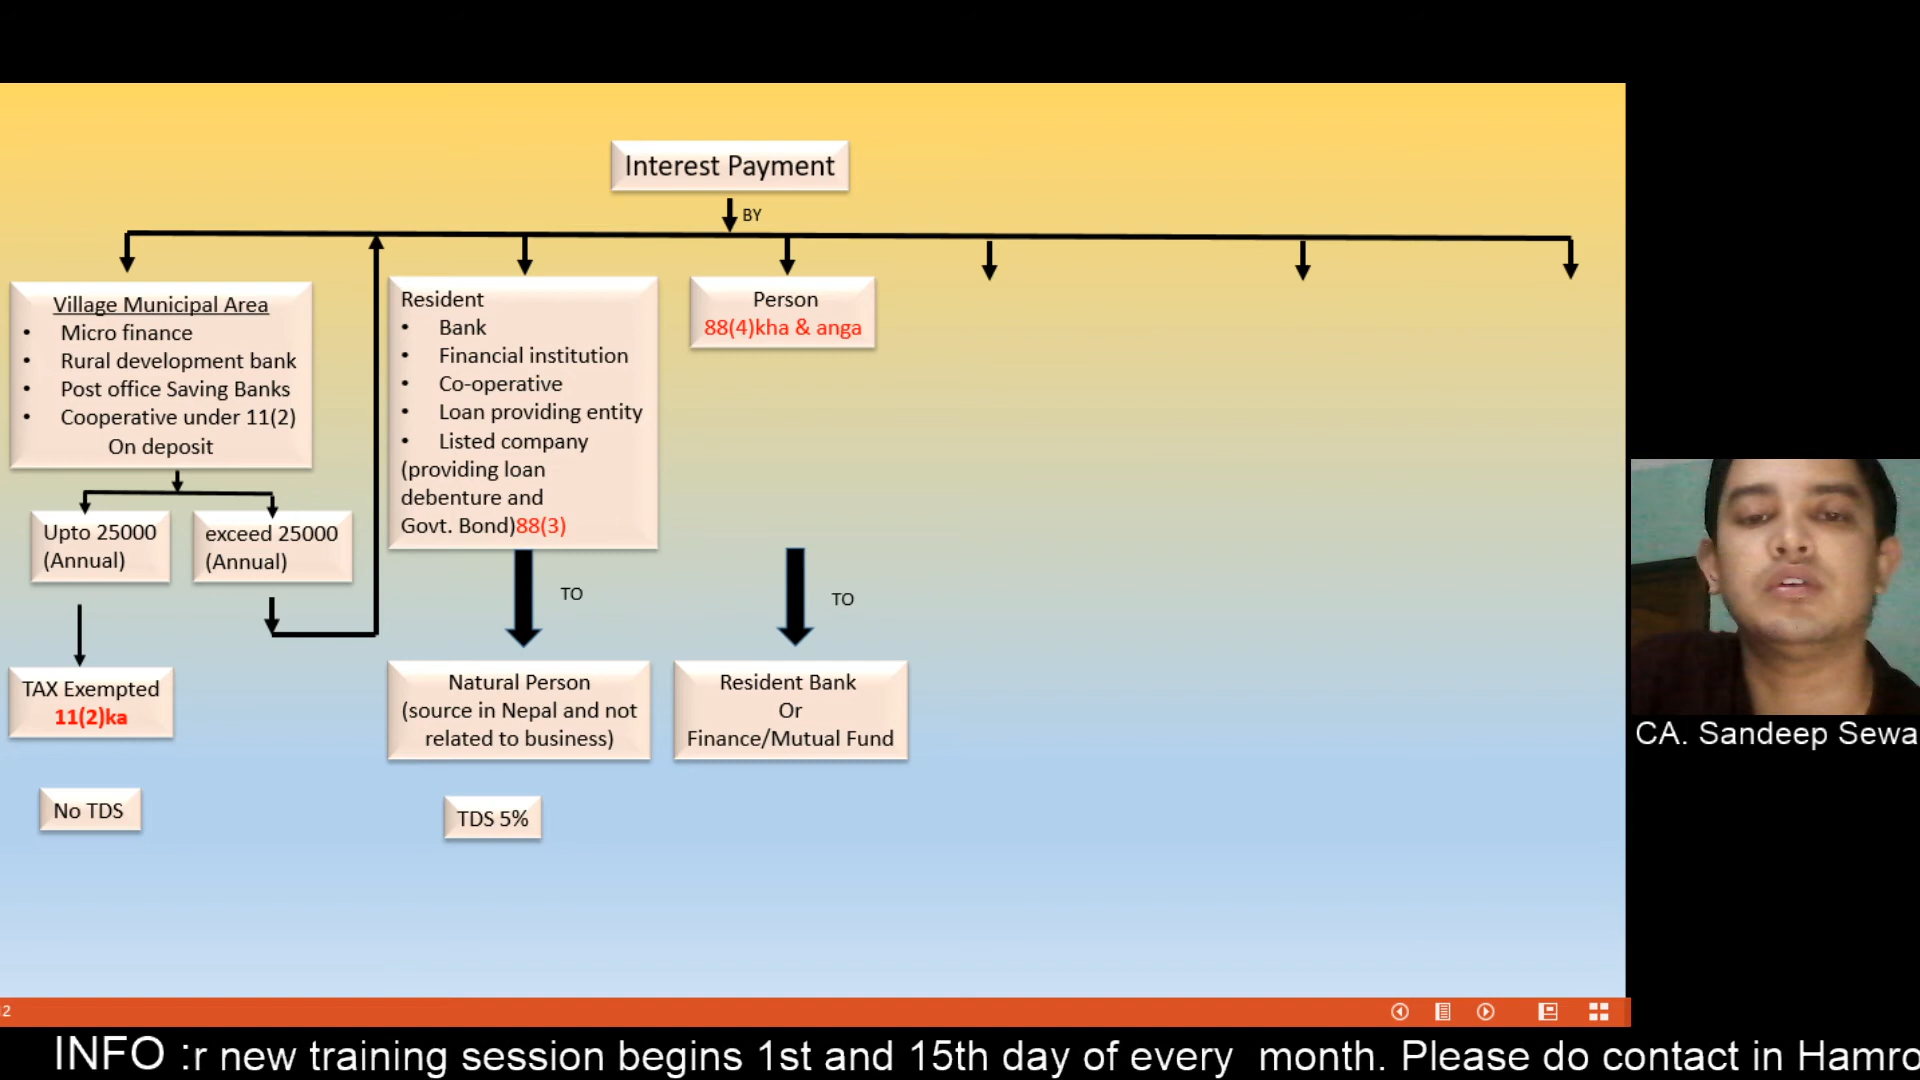 Interest Payment
BY
Village Municipal Area
• Micro finance
• Rural development bank
• Post office Saving Banks
• Cooperative under 11(2)
On deposit
Upto 25000
(Annual)
exceed 25000
(Annual)
TAX Exempted
11(2)ka
No TDS
Resident
• Bank
• Financial institution
• Co-operative
• Loan providing entity
• Listed company
(providing loan
debenture and
Govt. Bond)88(3)
TO
Natural Person
(source in Nepal and not
related to business)
TDS 5%
Person
88(4)kha & anga
TO
Resident Bank
Or
Finance/Mutual Fund
CA. Sandeep Sewa
2
INFO :r new training session begins 1st and 15th day of every month. Please do contact in Hamro